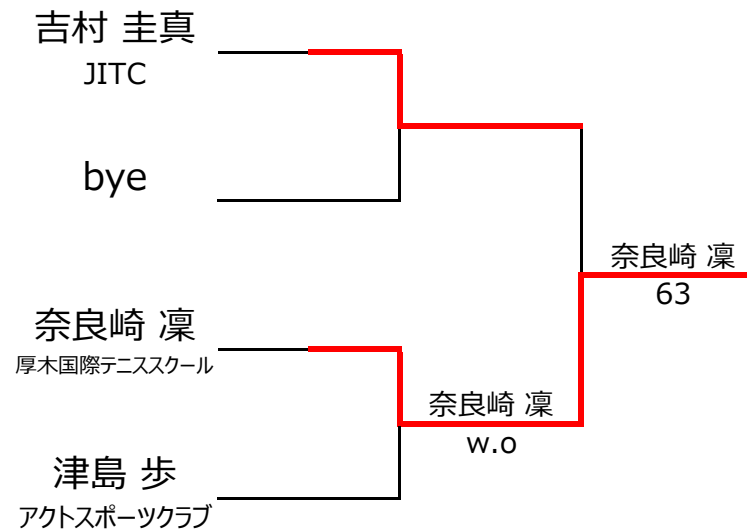 吉村 圭真
JITC
bye
奈良崎 凜
63
奈良崎 凜
厚木国際テニススクール
奈良崎 凜
w.o
津島 歩
アクトスポーツクラブ